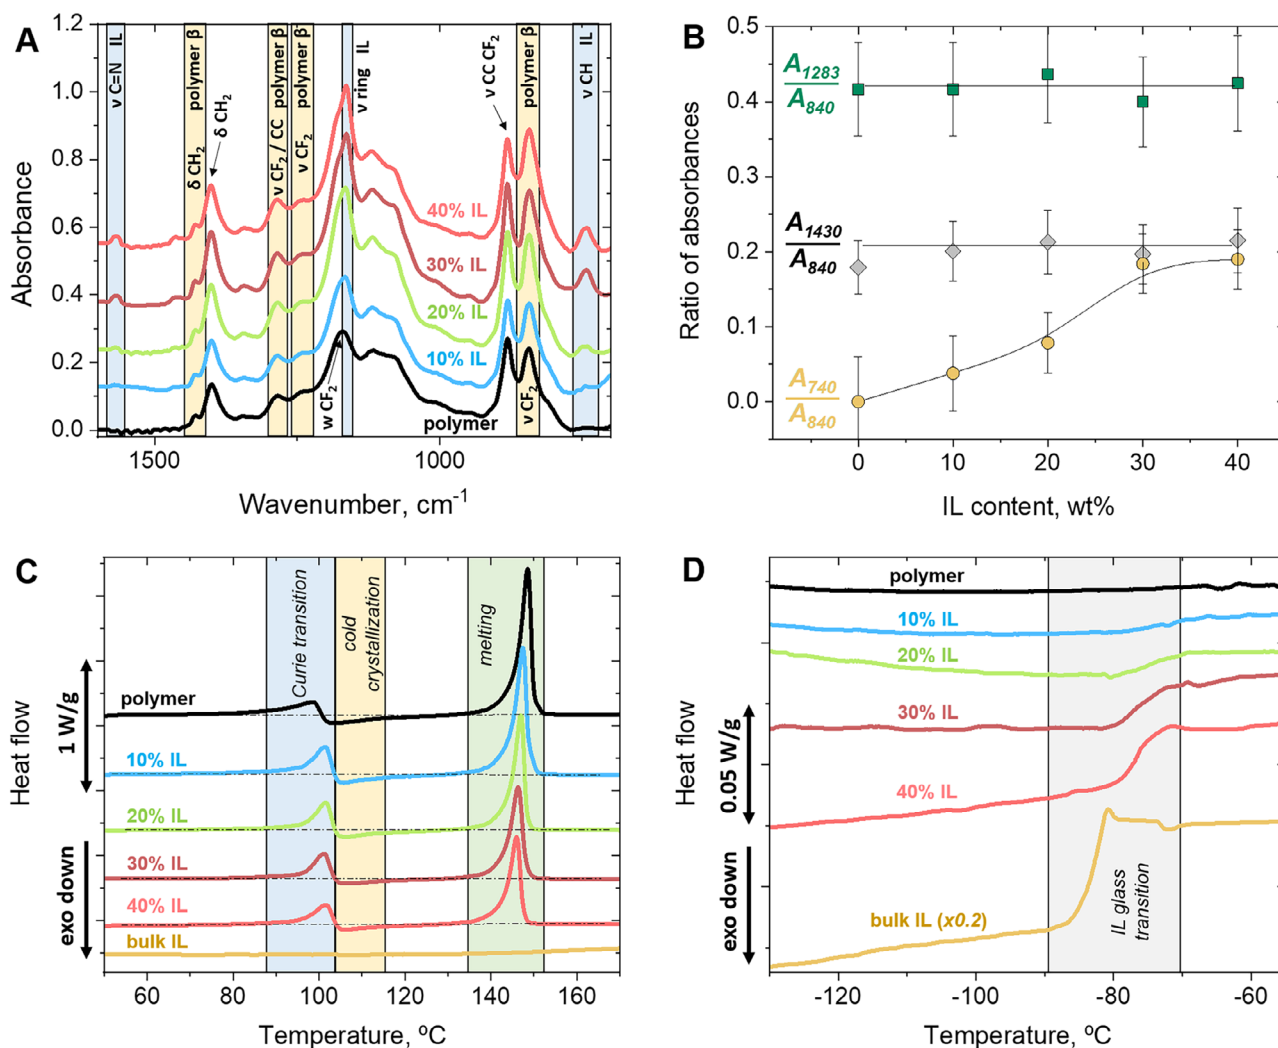 A
Absorbance
1.2
1.0
0.8
0.6
0.4
0.2
0.0
ν C=N IL
δ CH2 polymer β
δ CH2
ν CF2 / CC polymer β
ν CF2 polymer β
ν ring IL
w CF2
ν CC CF2
polymer β
ν CF2
ν CH IL
40% IL
30% IL
20% IL
10% IL
polymer
1500
1000
Wavenumber, cm-1
B
Ratio of absorbances
0.5
0.4
0.3
0.2
0.1
0.0
A1283
A840
A1430
A840
A740
A840
0
10
20
30
40
IL content, wt%
C
Heat flow
1 W/g
exo down
Curie transition
cold
crystallization
melting
polymer
10% IL
20% IL
30% IL
40% IL
bulk IL
60
80
100
120
140
160
Temperature, ºC
D
Heat flow
0.05 W/g
exo down
polymer
10% IL
20% IL
30% IL
40% IL
bulk IL (x0.2)
IL glass
transition
-120
-100
-80
-60
Temperature, ºC